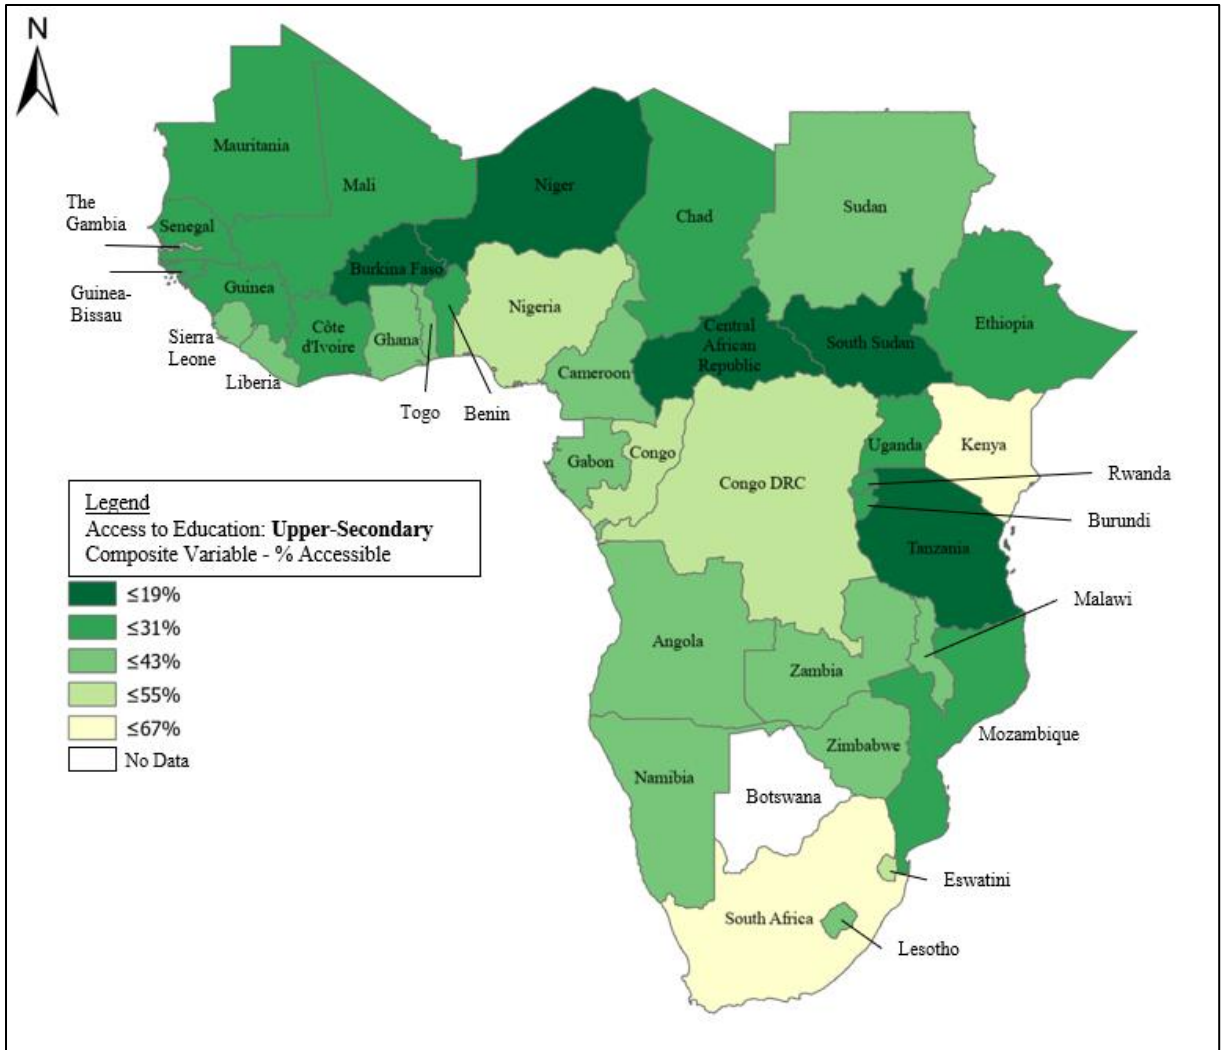 N
Mauritania
Mali
Niger
Chad
Sudan
The
Gambia
Senegal
Guinea-
Bissau
Guinea
Burkina Faso
Nigeria
Ethiopia
Sierra
Leone
Côte
d'Ivoire
Ghana
Central
African
Republic
South Sudan
Liberia
Togo
Benin
Cameroon
Gabon
Congo
Congo DRC
Uganda
Kenya
Rwanda
Burundi
Tanzania
Malawi
Angola
Zambia
Mozambique
Zimbabwe
Namibia
Botswana
Eswatini
South Africa
Lesotho
Legend
Access to Education: Upper-Secondary
Composite Variable - % Accessible
≤19%
≤31%
≤43%
≤55%
≤67%
No Data